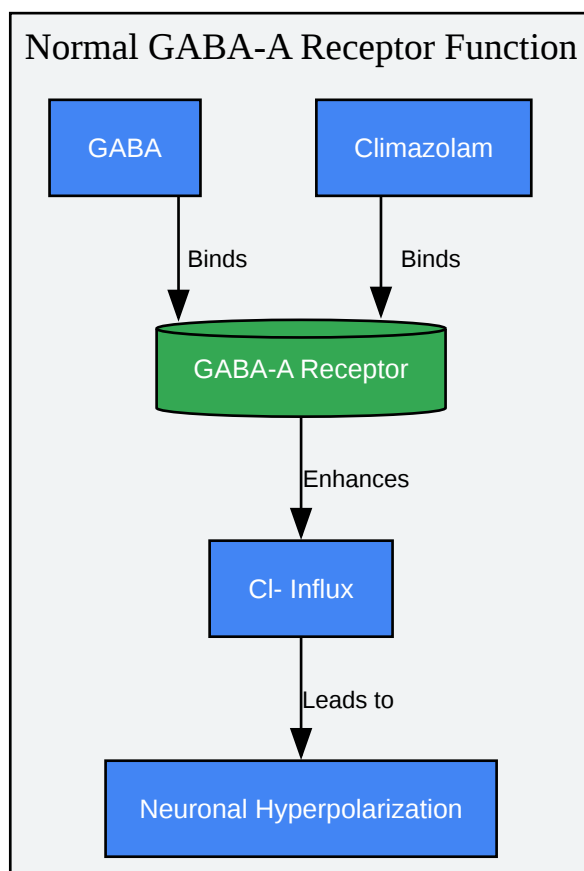 Normal GABA-A Receptor Function
GABA
Climazolam
Binds
Binds
GABA-A Receptor
Enhances
Cl- Influx
Leads to
Neuronal Hyperpolarization